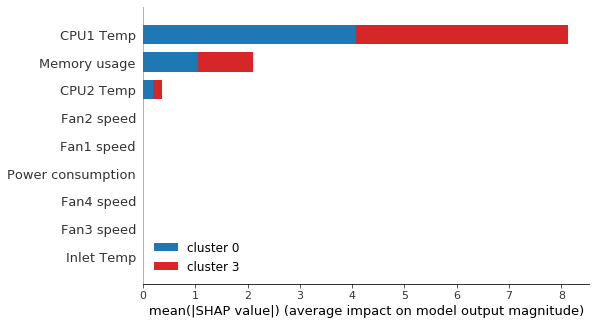 CPU1 Temp
Memory usage
CPU2 Temp
Fan2 speed
Fan1 speed
Power consumption
Fan4 speed
Fan3 speed
Inlet Temp
cluster 0
cluster 3
0 1 2 3 4 5 6 7 8
mean(|SHAP value|) (average impact on model output magnitude)